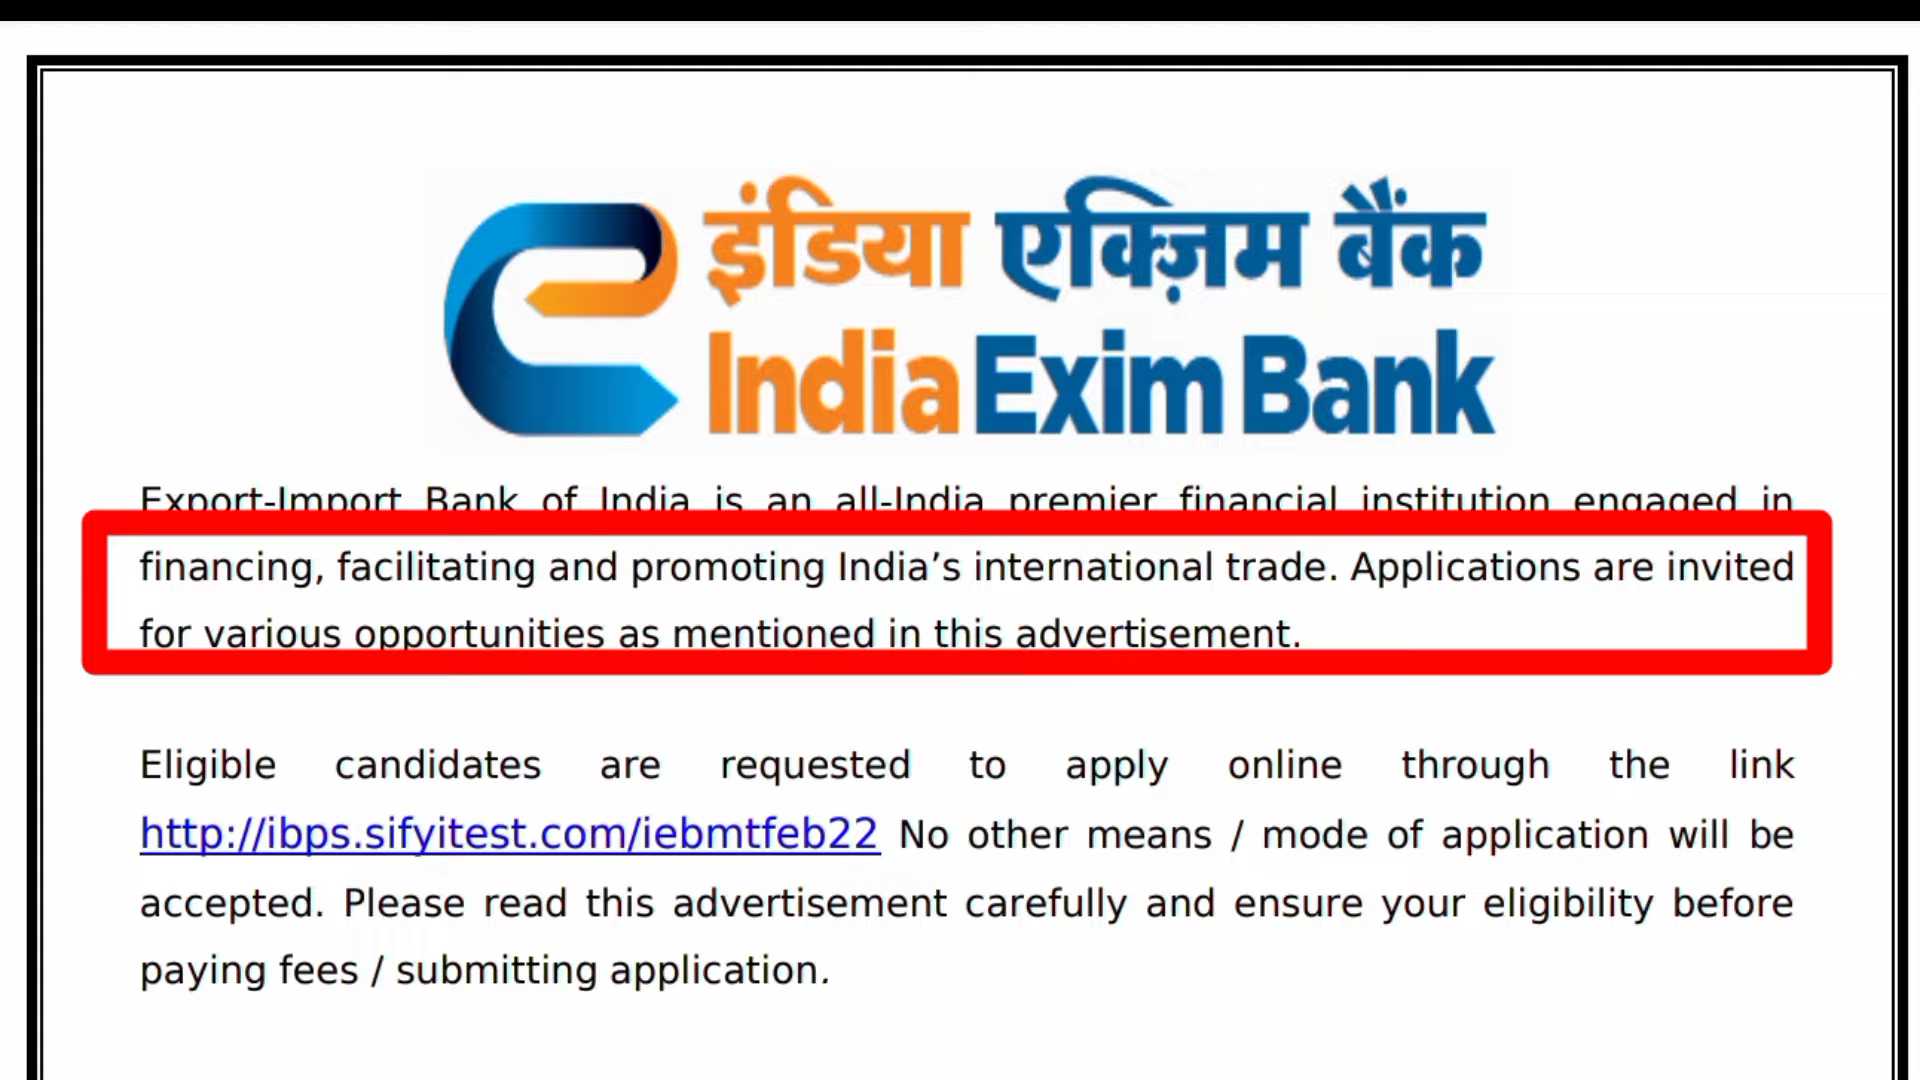 इंडिया एक्ज़िम बैंक
India Exim Bank
Export-Import Bank of India is an all-India premier financial institution engaged in
financing, facilitating and promoting India’s international trade. Applications are invited
for various opportunities as mentioned in this advertisement.
Eligible candidates are requested to apply online through the link
http://ibps.sifyitest.com/iebmtfeb22 No other means / mode of application will be
accepted. Please read this advertisement carefully and ensure your eligibility before
paying fees / submitting application.